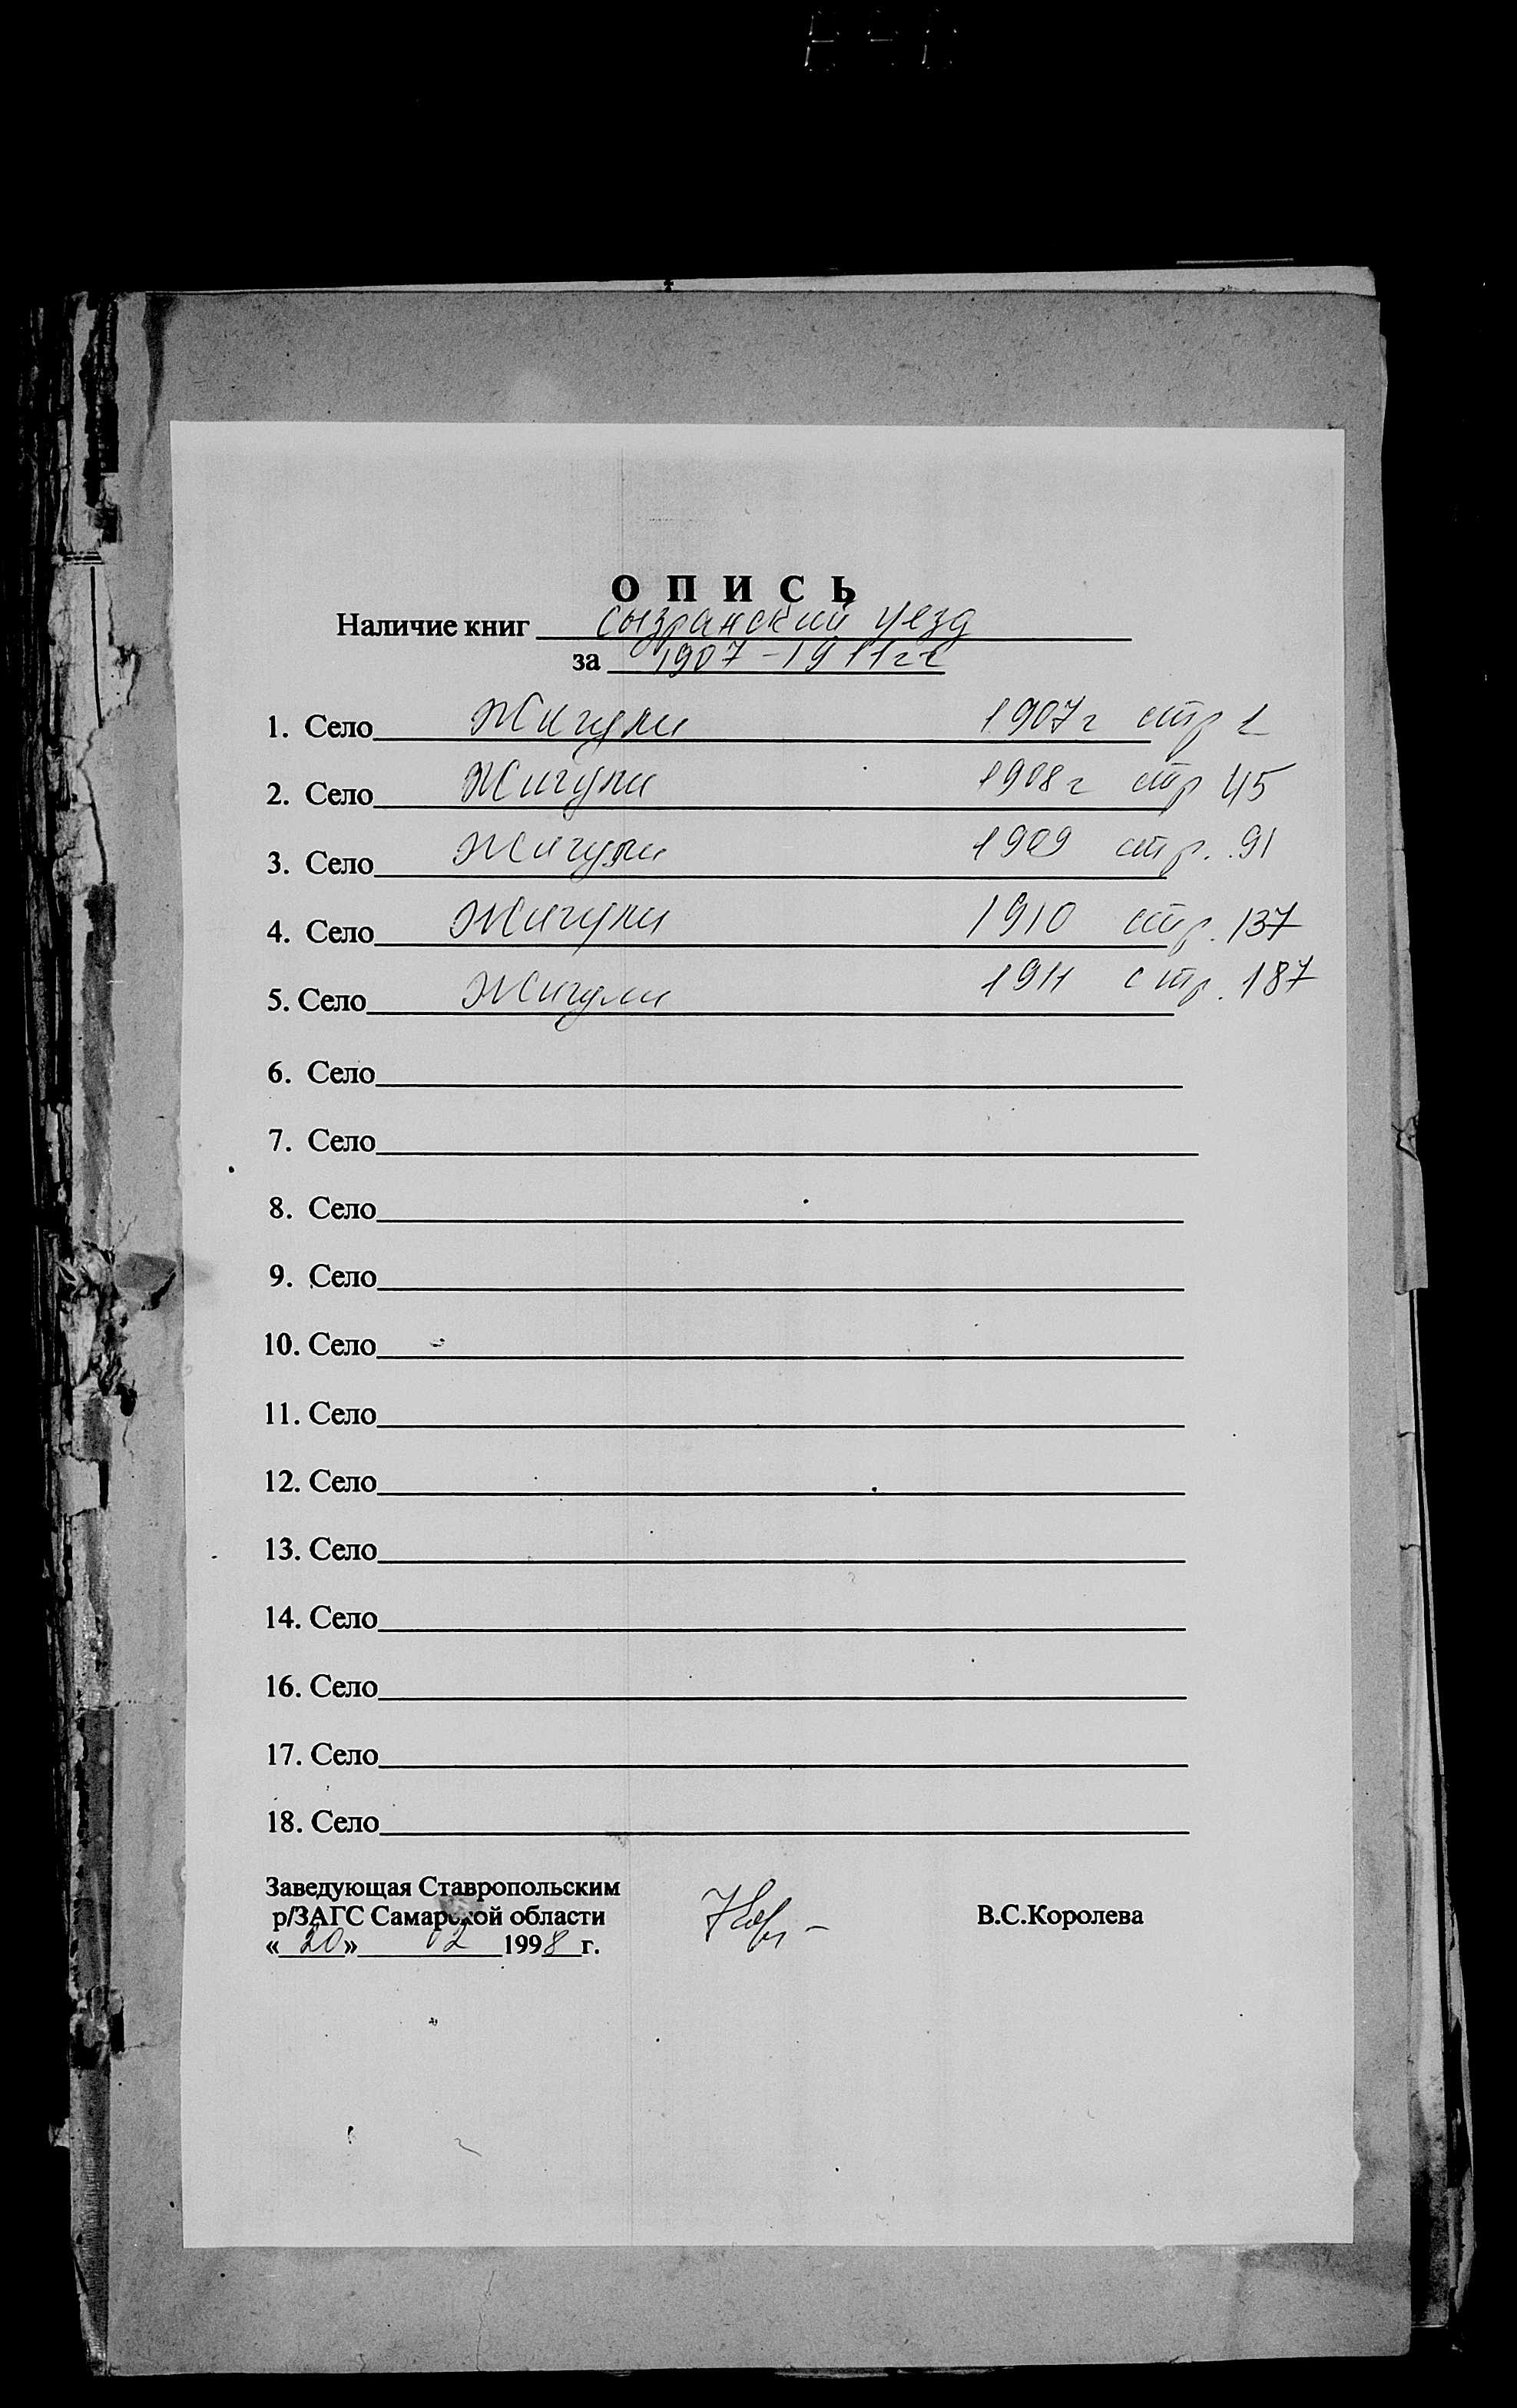 О П И С Ь
Наличие книг сызранский уезд
за 1907-1911гг
1. Село Жигули 1907г стр 1
2. Село Жигули 1908г стр 45
3. Село Жигули 1909 стр. 91
4. Село Жигули 1910 стр. 137
5. Село Жигули 1911 стр. 187
6. Село
7. Село
8. Село
9. Село
10. Село
11. Село
12. Село
13. Село
14. Село
16. Село
17. Село
18. Село
Заведующая Ставропольским
р/ЗАГС Самарской области
В.С.Королева
«20» 02 1998 г.